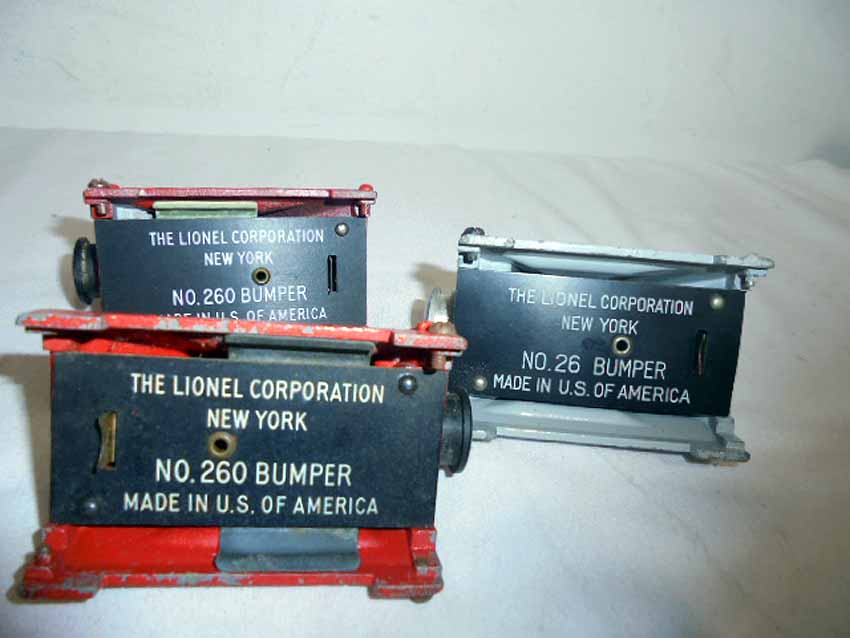 THE LIONEL CORPORATION
NEW YORK
NO. 260 BUMPER
MADE IN U.S. OF AMERICA
THE LIONEL CORPORATION
NEW YORK
NO. 26 BUMPER
MADE IN U.S. OF AMERICA
THE LIONEL CORPORATION
NEW YORK
NO. 260 BUMPER
MADE IN U.S. OF AMERICA